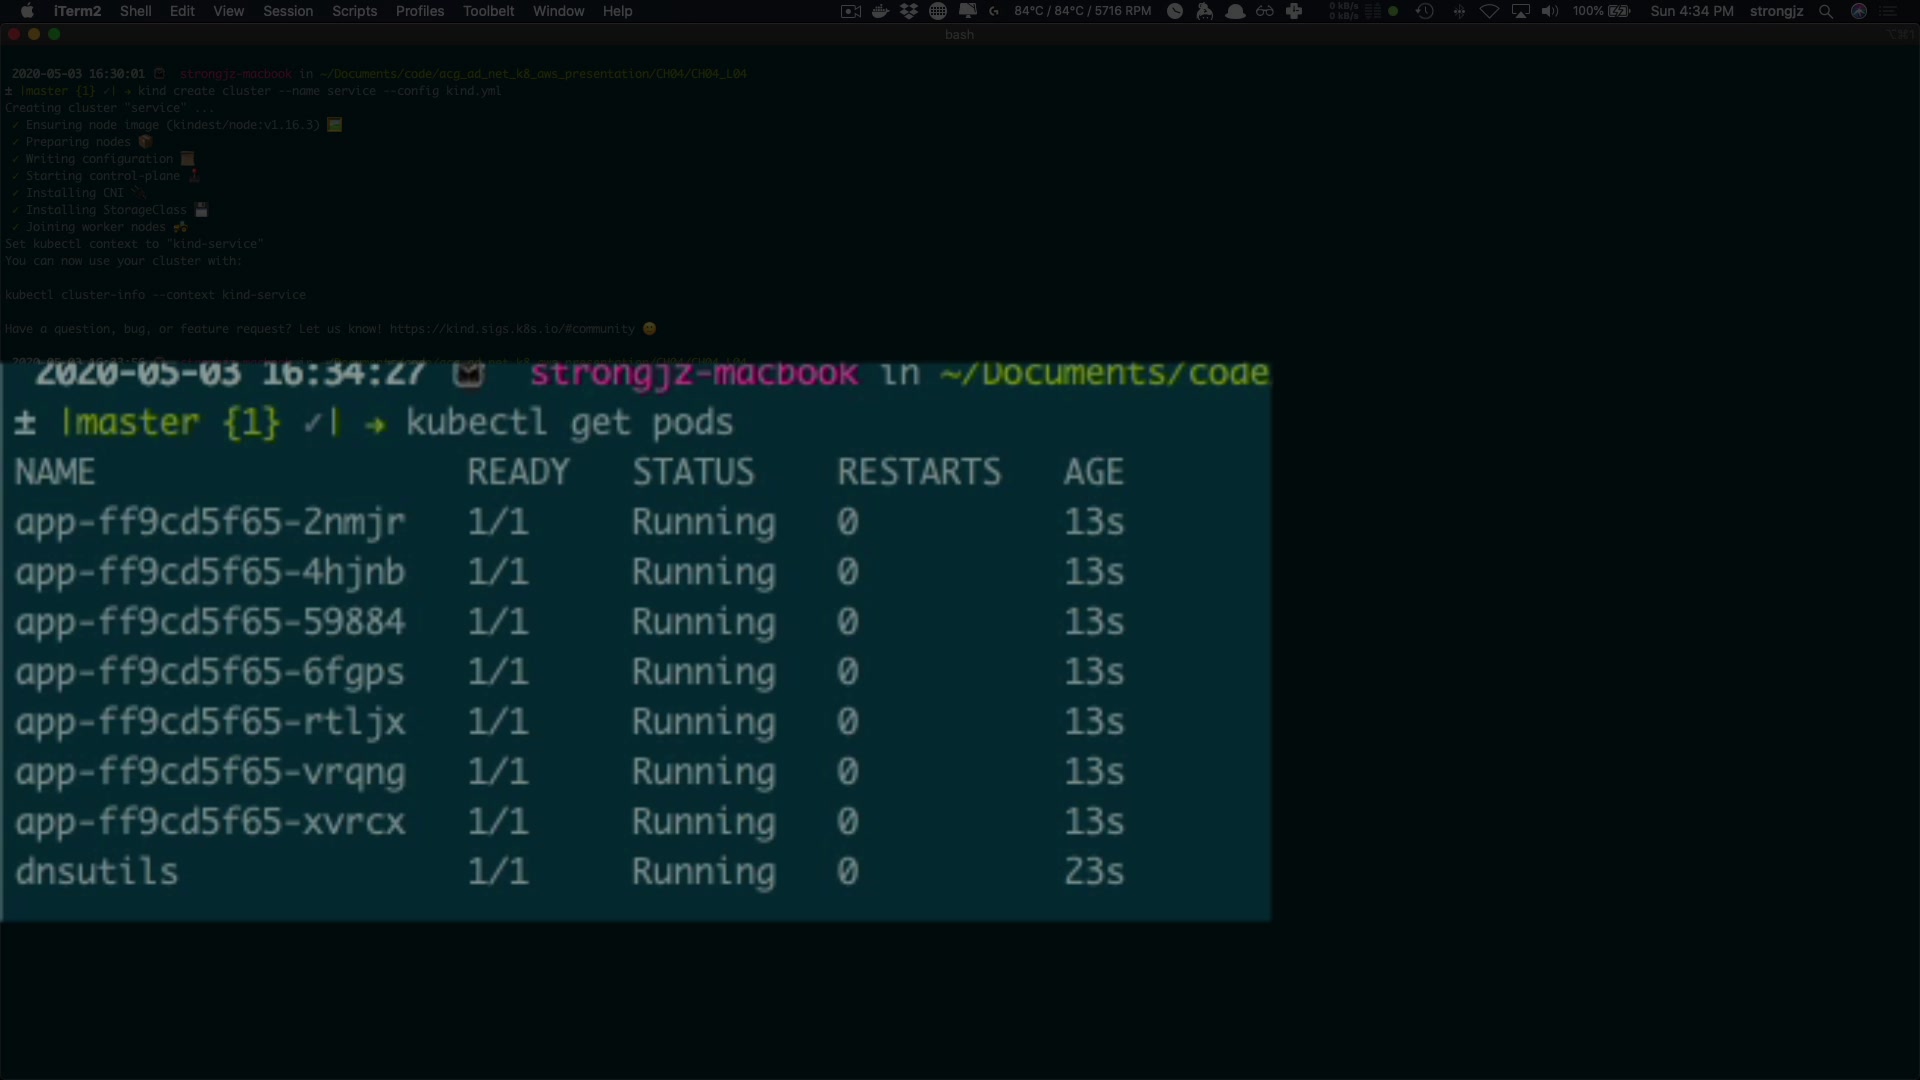 iTerm2 Shell Edit View Session Scripts Profiles Toolbelt Window Help 84°C / 84°C / 5716 RPM 0 kB/s 0 kB/s 100% Sun 4:34 PM strongjz
bash ⌥⌘1
2020-05-03 16:30:01 strongjz-macbook in ~/Documents/code/acg_ad_net_k8_aws_presentation/CH04/CH04_L04
± |master {1} ✓| → kind create cluster --name service --config kind.yml
Creating cluster "service" ...
✓ Ensuring node image (kindest/node:v1.16.3) 🖼
✓ Preparing nodes 📦
✓ Writing configuration 📜
✓ Starting control-plane 🕹
✓ Installing CNI 🔌
✓ Installing StorageClass 💾
✓ Joining worker nodes 🚜
Set kubectl context to "kind-service"
You can now use your cluster with:
kubectl cluster-info --context kind-service
Have a question, bug, or feature request? Let us know! https://kind.sigs.k8s.io/#community 🙂
2020-05-03 16:34:27 strongjz-macbook in ~/Documents/code
± |master {1} ✓| → kubectl get pods
NAME READY STATUS RESTARTS AGE
app-ff9cd5f65-2nmjr 1/1 Running 0 13s
app-ff9cd5f65-4hjnb 1/1 Running 0 13s
app-ff9cd5f65-59884 1/1 Running 0 13s
app-ff9cd5f65-6fgps 1/1 Running 0 13s
app-ff9cd5f65-rtljx 1/1 Running 0 13s
app-ff9cd5f65-vrqng 1/1 Running 0 13s
app-ff9cd5f65-xvrcx 1/1 Running 0 13s
dnsutils 1/1 Running 0 23s